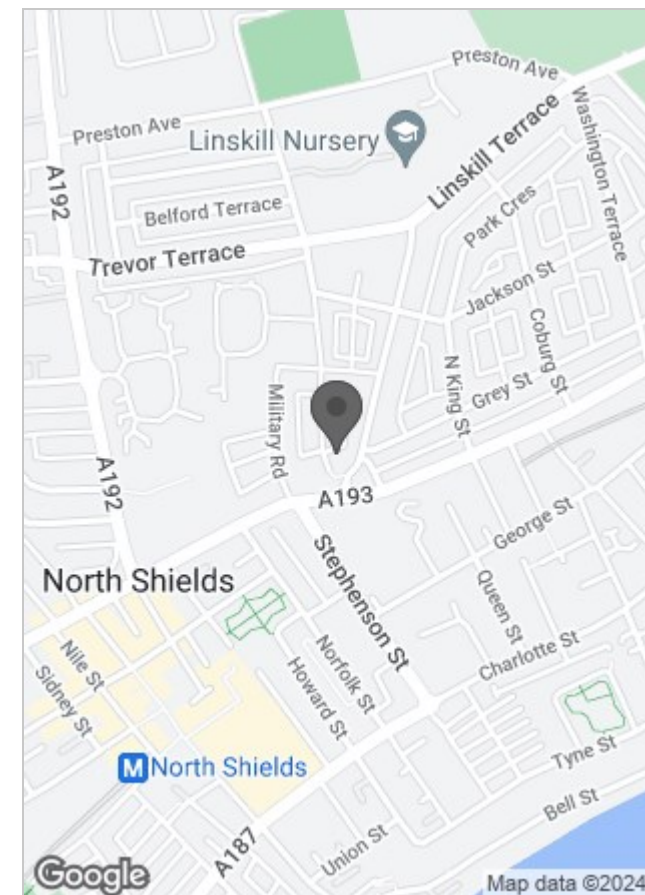 Preston Ave
Preston Ave
Linskill Nursery
Linskill Terrace
Washington Terrace
A192
Belford Terrace
Park Cres
Trevor Terrace
Jackson St
Coburg St
N King St
Grey St
Military Rd
A192
A193
George St
Stephenson St
North Shields
Queen St
Charlotte St
Nile St
Norfolk St
Sidney St
Howard St
M North Shields
Tyne St
Bell St
A187
Union St
Google
Map data ©2024